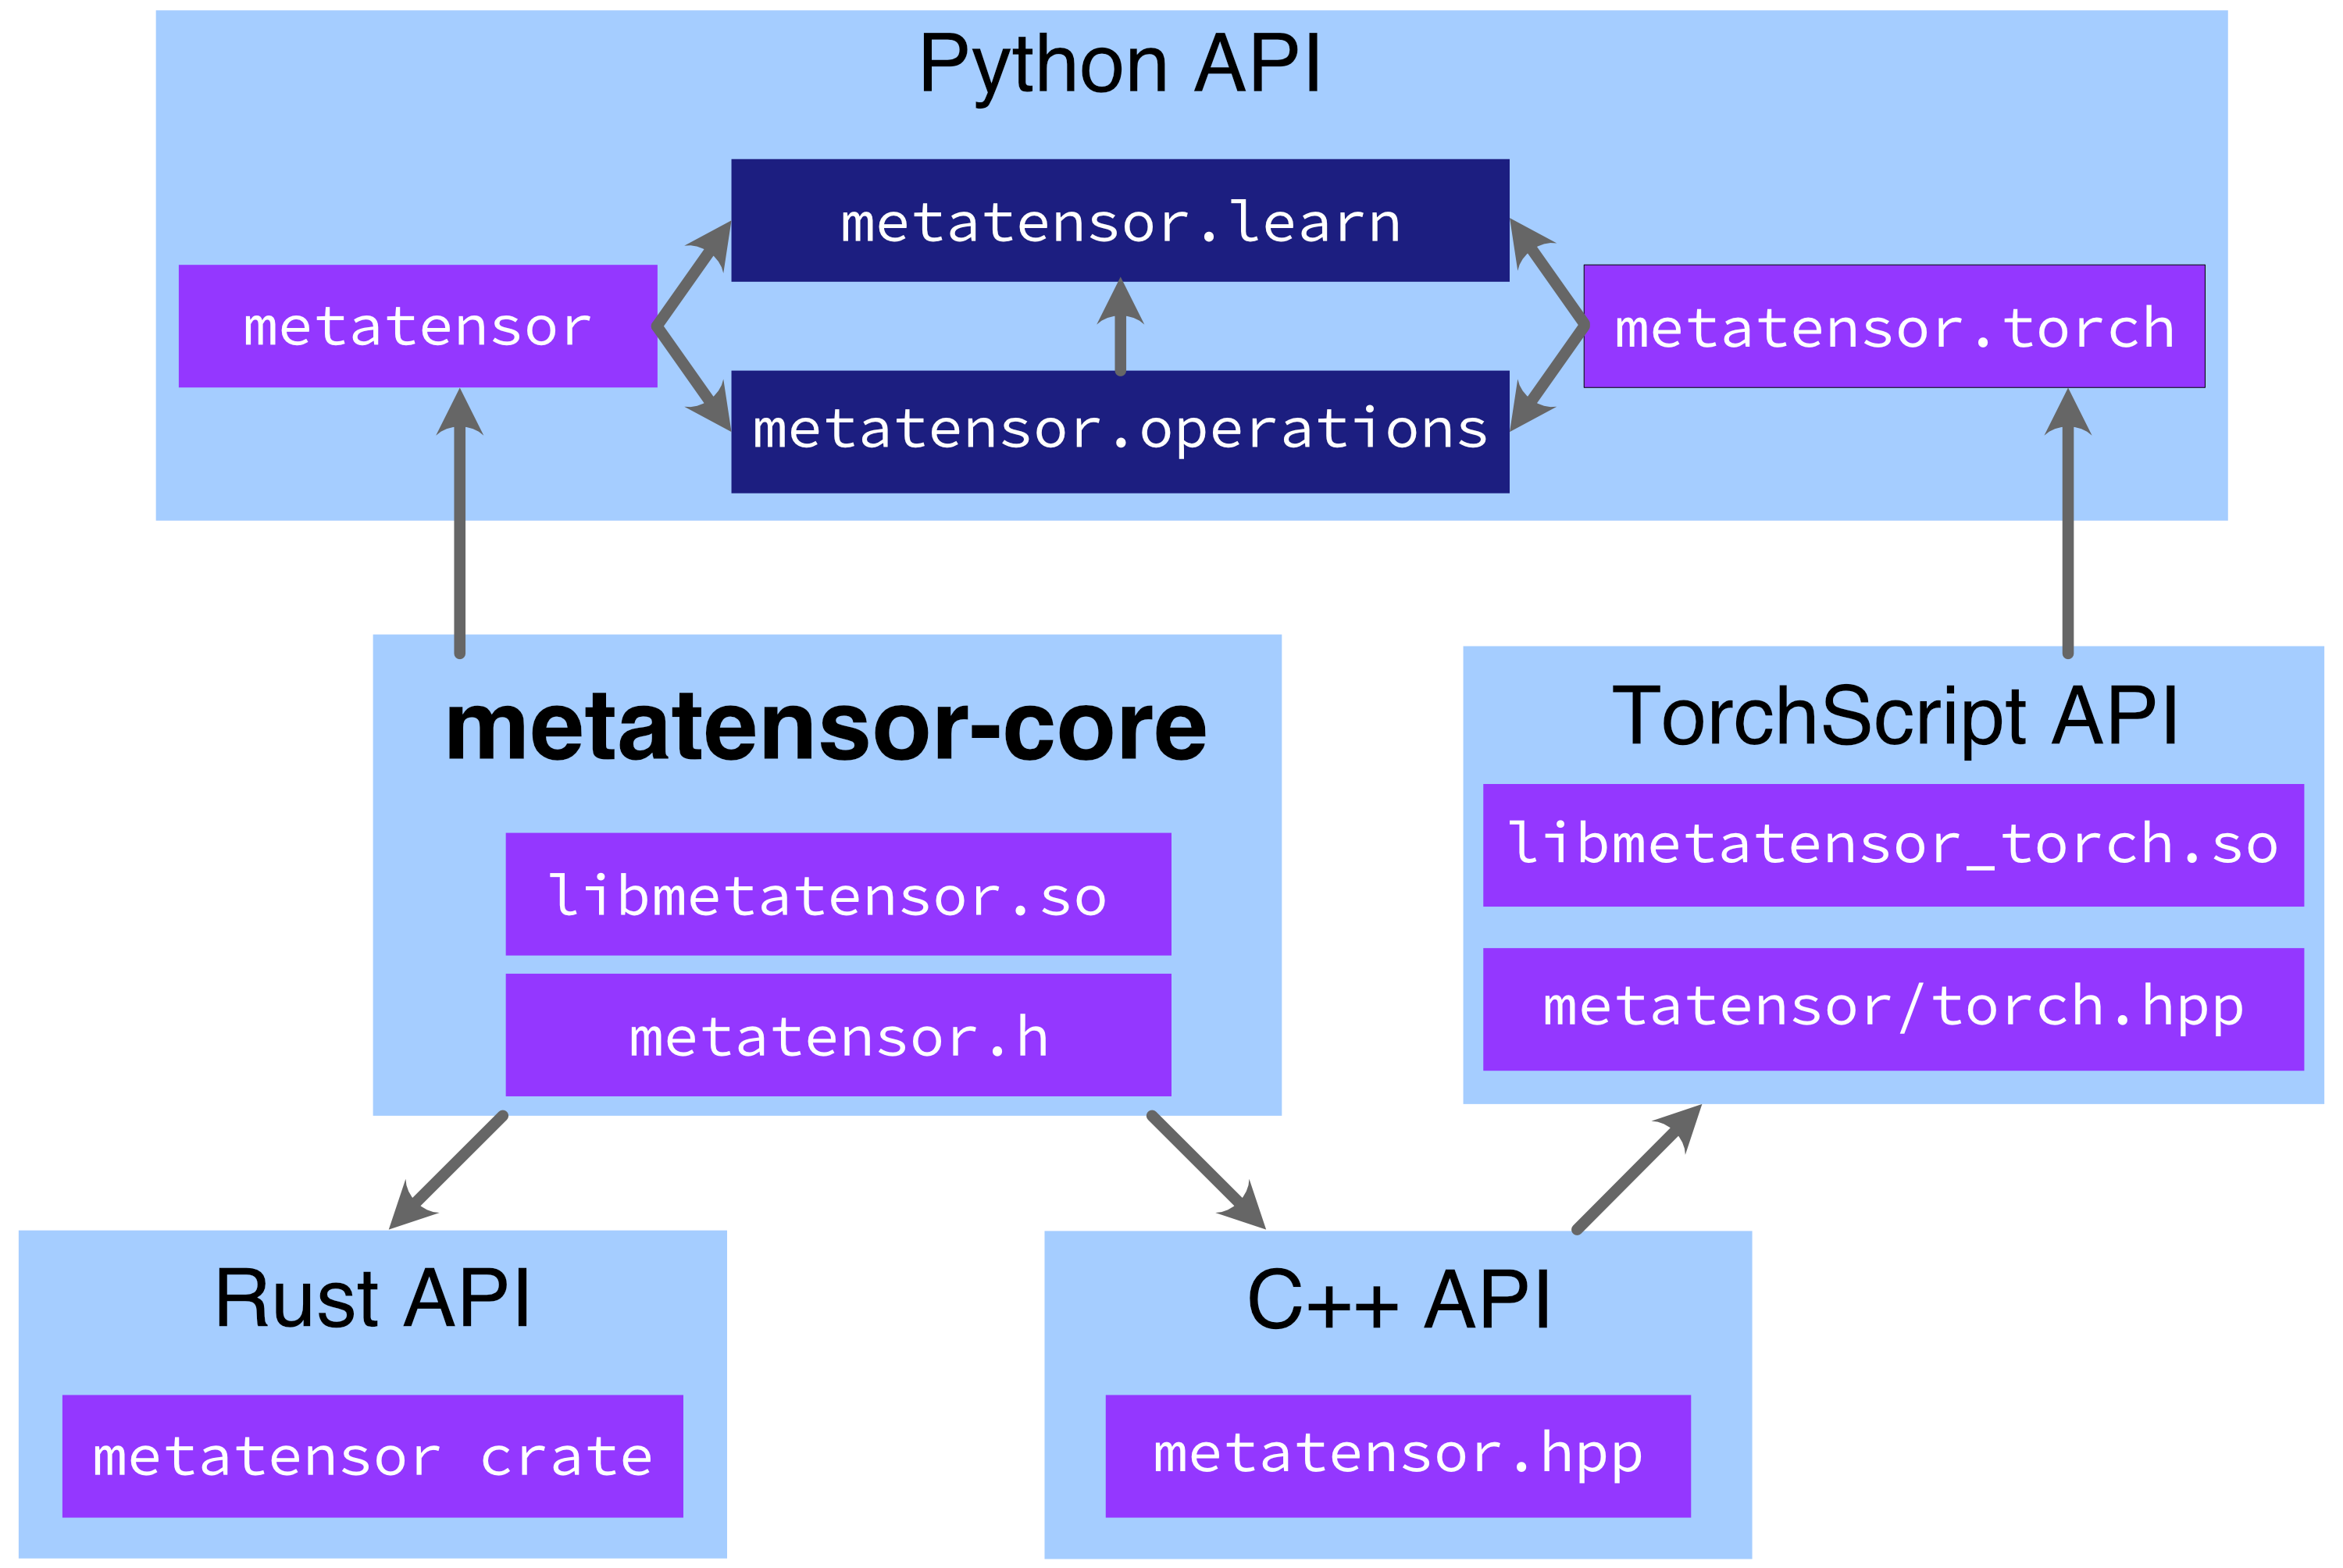 Python API
metatensor.learn
metatensor
metatensor.torch
metatensor.operations
metatensor-core
libmetatensor.so
metatensor.h
TorchScript API
libmetatensor_torch.so
metatensor/torch.hpp
Rust API
metatensor crate
C++ API
metatensor.hpp